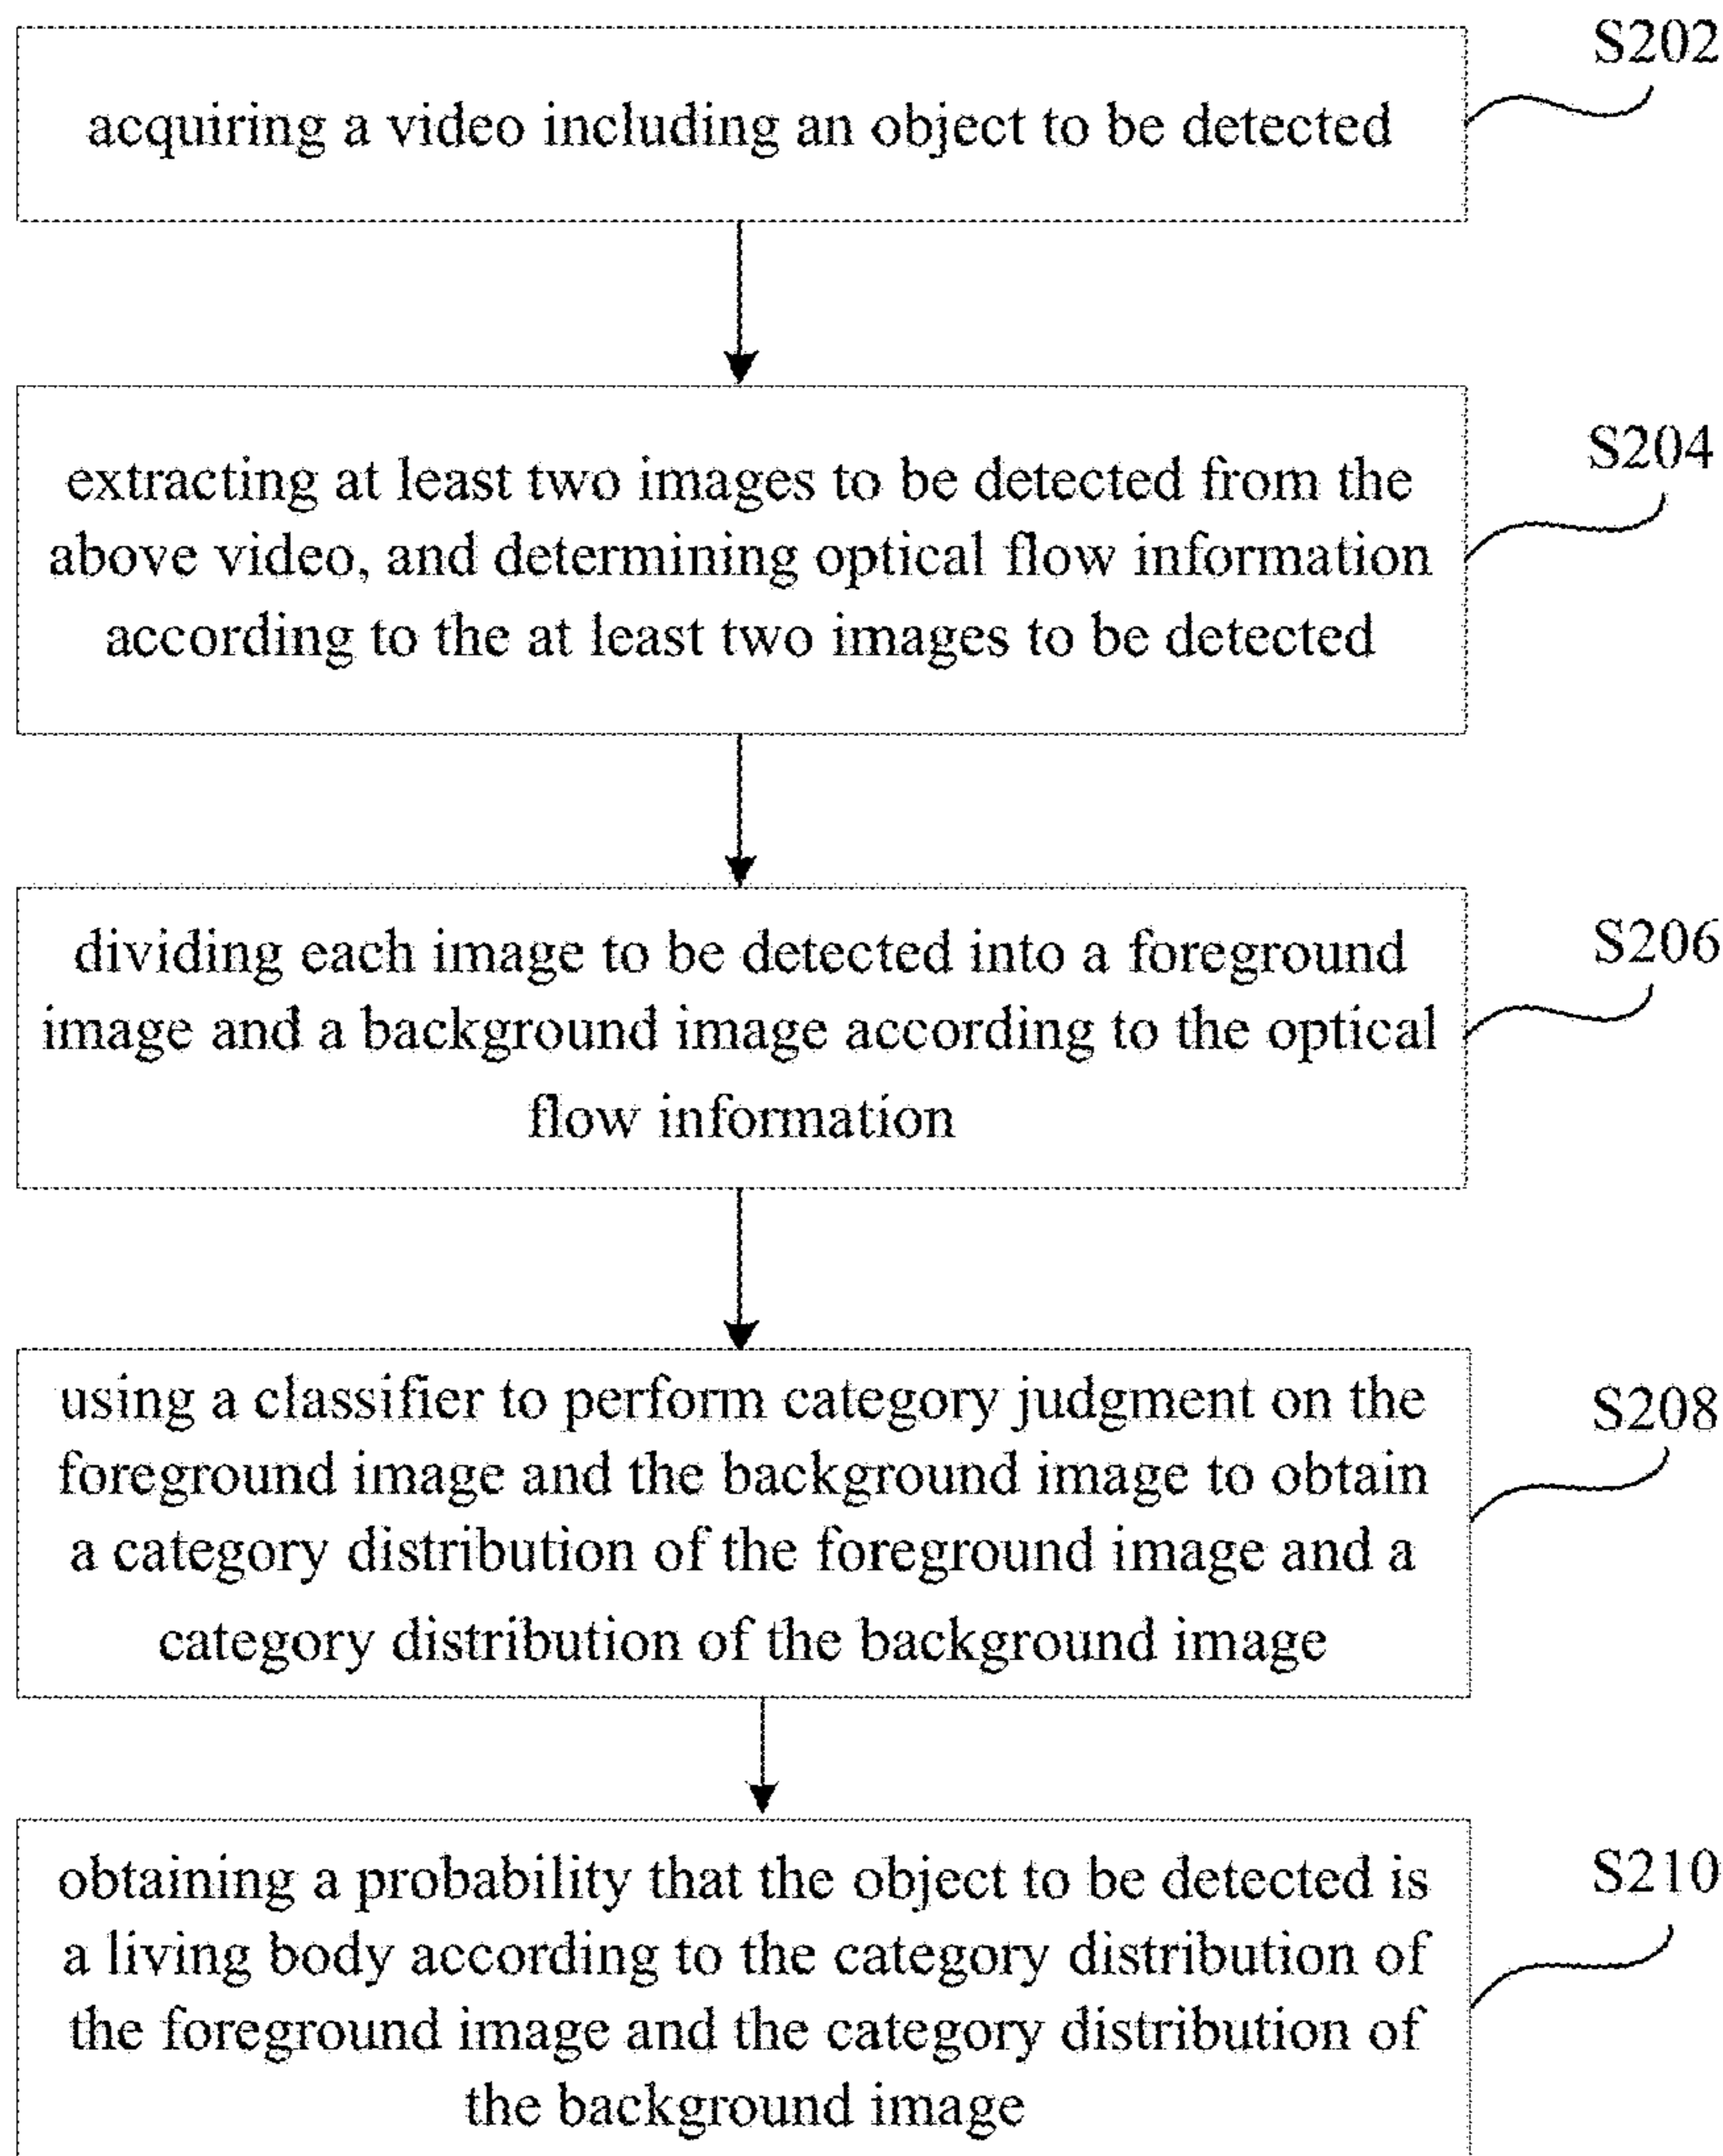 S202
acquiring a video including an object to be detected
S204
extracting at least two images to be detected from the
above video, and determining optical flow information
according to the at least two images to be detected
S206
dividing each image to be detected into a foreground
image and a background image according to the optical
flow information
S208
using a classifier to perform category judgment on the
foreground image and the background image to obtain
a category distribution of the foreground image and a
category distribution of the background image
S210
obtaining a probability that the object to be detected is
a living body according to the category distribution of
the foreground image and the category distribution of
the background image